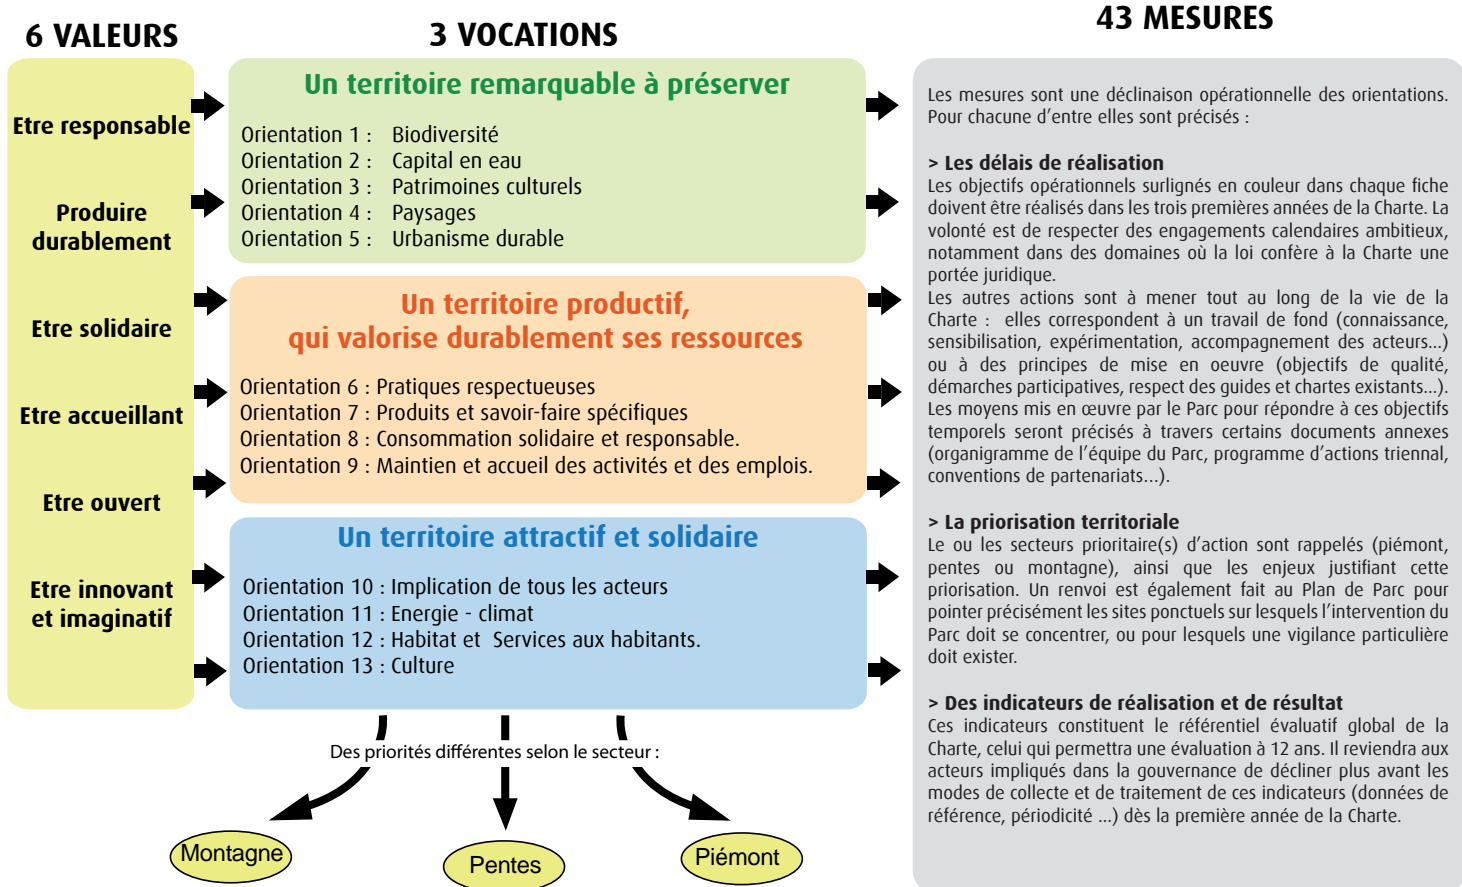 6 VALEURS
Etre responsable
Produire
durablement
Etre solidaire
Etre accueillant
Etre ouvert
Etre innovant
et imaginatif
3 VOCATIONS
Un territoire remarquable à préserver
Orientation 1 : Biodiversité
Orientation 2 : Capital en eau
Orientation 3 : Patrimoines culturels
Orientation 4 : Paysages
Orientation 5 : Urbanisme durable
Un territoire productif,
qui valorise durablement ses ressources
Orientation 6 : Pratiques respectueuses
Orientation 7 : Produits et savoir-faire spécifiques
Orientation 8 : Consommation solidaire et responsable.
Orientation 9 : Maintien et accueil des activités et des emplois.
Un territoire attractif et solidaire
Orientation 10 : Implication de tous les acteurs
Orientation 11 : Energie - climat
Orientation 12 : Habitat et Services aux habitants.
Orientation 13 : Culture
Des priorités différentes selon le secteur :
Montagne
Pentes
Piémont
43 MESURES
Les mesures sont une déclinaison opérationnelle des orientations.
Pour chacune d'entre elles sont précisés :
> Les délais de réalisation
Les objectifs opérationnels surlignés en couleur dans chaque fiche
doivent être réalisés dans les trois premières années de la Charte. La
volonté est de respecter des engagements calendaires ambitieux,
notamment dans des domaines où la loi confère à la Charte une
portée juridique.
Les autres actions sont à mener tout au long de la vie de la
Charte : elles correspondent à un travail de fond (connaissance,
sensibilisation, expérimentation, accompagnement des acteurs...)
ou à des principes de mise en oeuvre (objectifs de qualité,
démarches participatives, respect des guides et chartes existants...).
Les moyens mis en œuvre par le Parc pour répondre à ces objectifs
temporels seront précisés à travers certains documents annexes
(organigramme de l'équipe du Parc, programme d'actions triennal,
conventions de partenariats...).
> La priorisation territoriale
Le ou les secteurs prioritaire(s) d'action sont rappelés (piémont,
pentes ou montagne), ainsi que les enjeux justifiant cette
priorisation. Un renvoi est également fait au Plan de Parc pour
pointer précisément les sites ponctuels sur lesquels l'intervention du
Parc doit se concentrer, ou pour lesquels une vigilance particulière
doit exister.
> Des indicateurs de réalisation et de résultat
Ces indicateurs constituent le référentiel évaluatif global de la
Charte, celui qui permettra une évaluation à 12 ans. Il reviendra aux
acteurs impliqués dans la gouvernance de décliner plus avant les
modes de collecte et de traitement de ces indicateurs (données de
référence, périodicité ...) dès la première année de la Charte.